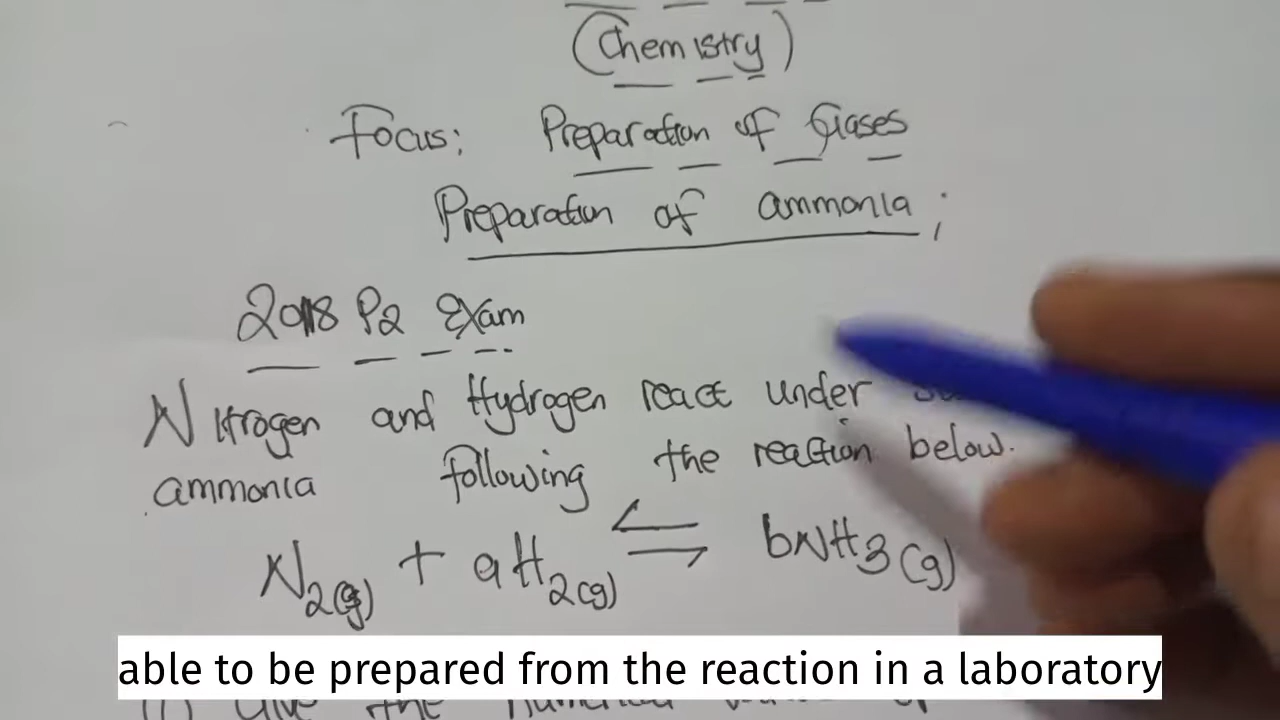 (Chemistry)
Focus: Preparation of Gases
Preparation of ammonia;
2018 P2 Exam
Nitrogen and Hydrogen react under
ammonia following the reaction below.
N2(g) + aH2(g) ⇌ bNH3(g)
able to be prepared from the reaction in a laboratory